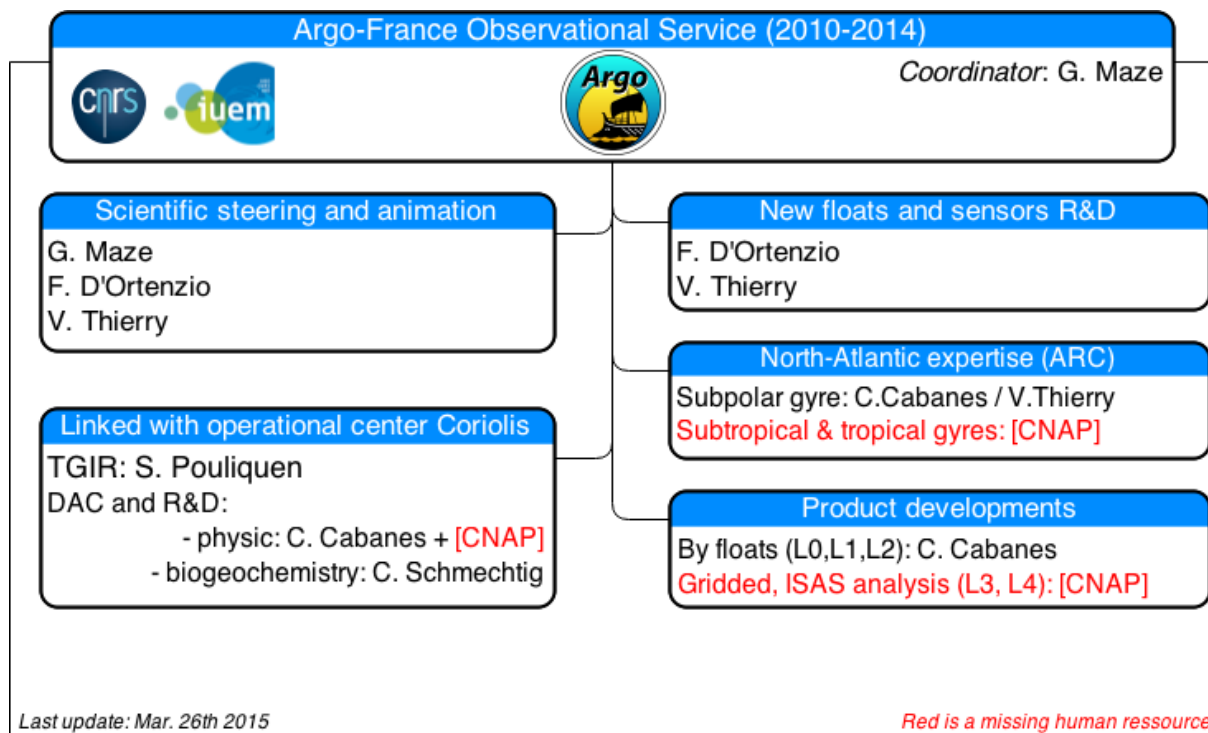 Argo-France Observational Service (2010-2014)
cnrs
iuem
Argo
Coordinator: G. Maze
Scientific steering and animation
G. Maze
F. D'Ortenzio
V. Thierry
New floats and sensors R&D
F. D'Ortenzio
V. Thierry
North-Atlantic expertise (ARC)
Subpolar gyre: C.Cabanes / V.Thierry
Subtropical & tropical gyres: [CNAP]
Linked with operational center Coriolis
TGIR: S. Pouliquen
DAC and R&D:
- physic: C. Cabanes + [CNAP]
- biogeochemistry: C. Schmechtig
Product developments
By floats (L0,L1,L2): C. Cabanes
Gridded, ISAS analysis (L3, L4): [CNAP]
Last update: Mar. 26th 2015
Red is a missing human ressource